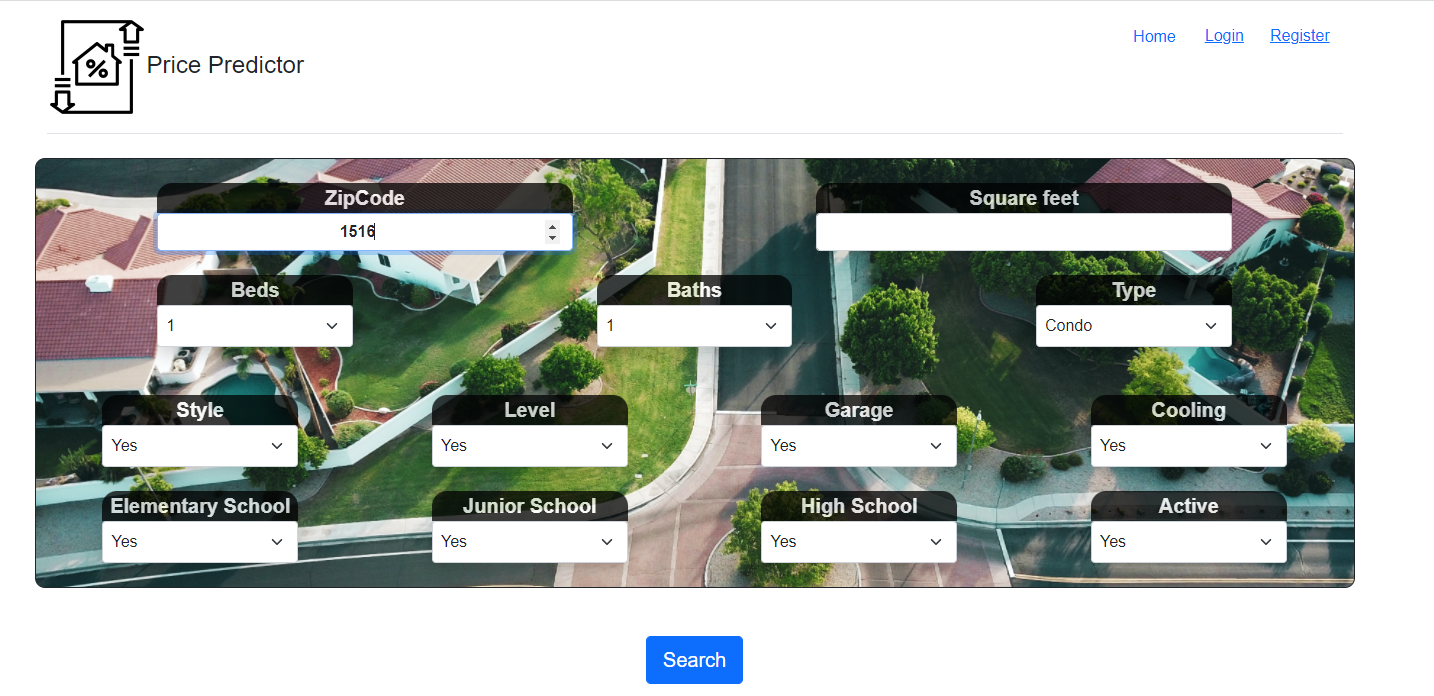 %
Price Predictor
Home Login Register
ZipCode Square feet
1516
Beds Baths Type
1 1 Condo
Style Level Garage Cooling
Yes Yes Yes Yes
Elementary School Junior School High School Active
Yes Yes Yes Yes
Search